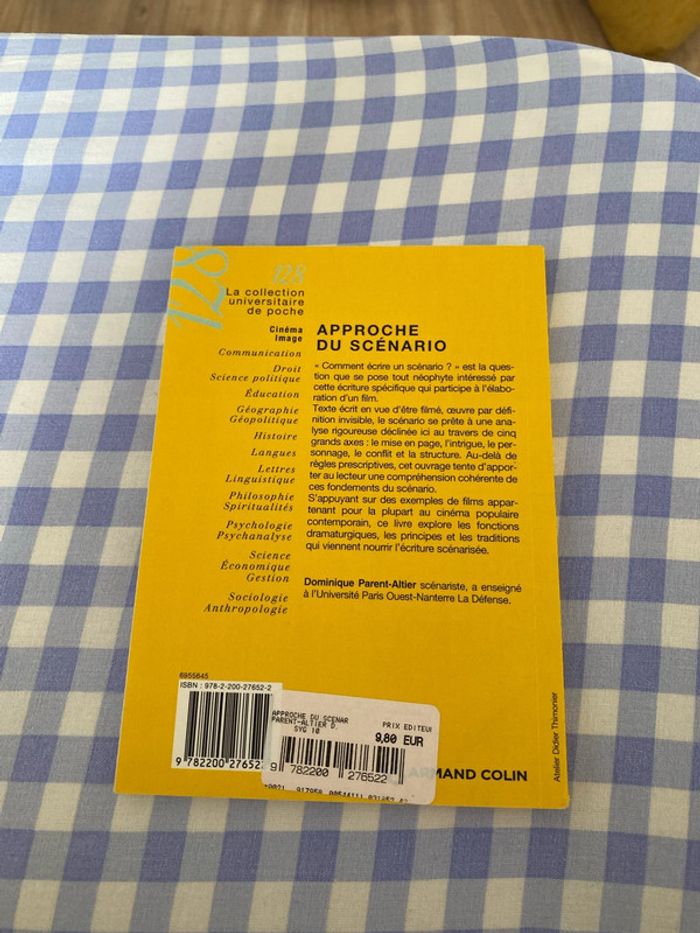 128
128
La collection
universitaire
de poche
Cinéma
Image
Communication
Droit
Science politique
Éducation
Géographie
Géopolitique
Histoire
Langues
Lettres
Linguistique
Philosophie
Spiritualités
Psychologie
Psychanalyse
Science
Économique
Gestion
Sociologie
Anthropologie
APPROCHE
DU SCÉNARIO
« Comment écrire un scénario ? » est la ques-
tion que se pose tout néophyte intéressé par
cette écriture spécifique qui participe à l'élabo-
ration d'un film.
Texte écrit en vue d'être filmé, œuvre par défi-
nition invisible, le scénario se prête à une ana-
lyse rigoureuse déclinée ici au travers de cinq
grands axes : le mise en page, l'intrigue, le per-
sonnage, le conflit et la structure. Au-delà de
règles prescriptives, cet ouvrage tente d'appor-
ter au lecteur une compréhension cohérente de
ces fondements du scénario.
S'appuyant sur des exemples de films appar-
tenant pour la plupart au cinéma populaire
contemporain, ce livre explore les fonctions
dramaturgiques, les principes et les traditions
qui viennent nourrir l'écriture scénarisée.
Dominique Parent-Altier scénariste, a enseigné
à l'Université Paris Ouest-Nanterre La Défense.
6955645
ISBN : 978-2-200-27652-2
9 782200 27652
APPROCHE DU SCENAR
PARENT-ALTIER D.
SYG 10
PRIX EDITEUR
9,80 EUR
9 782200 276522
ARMAND COLIN
Atelier Didier Thimonier